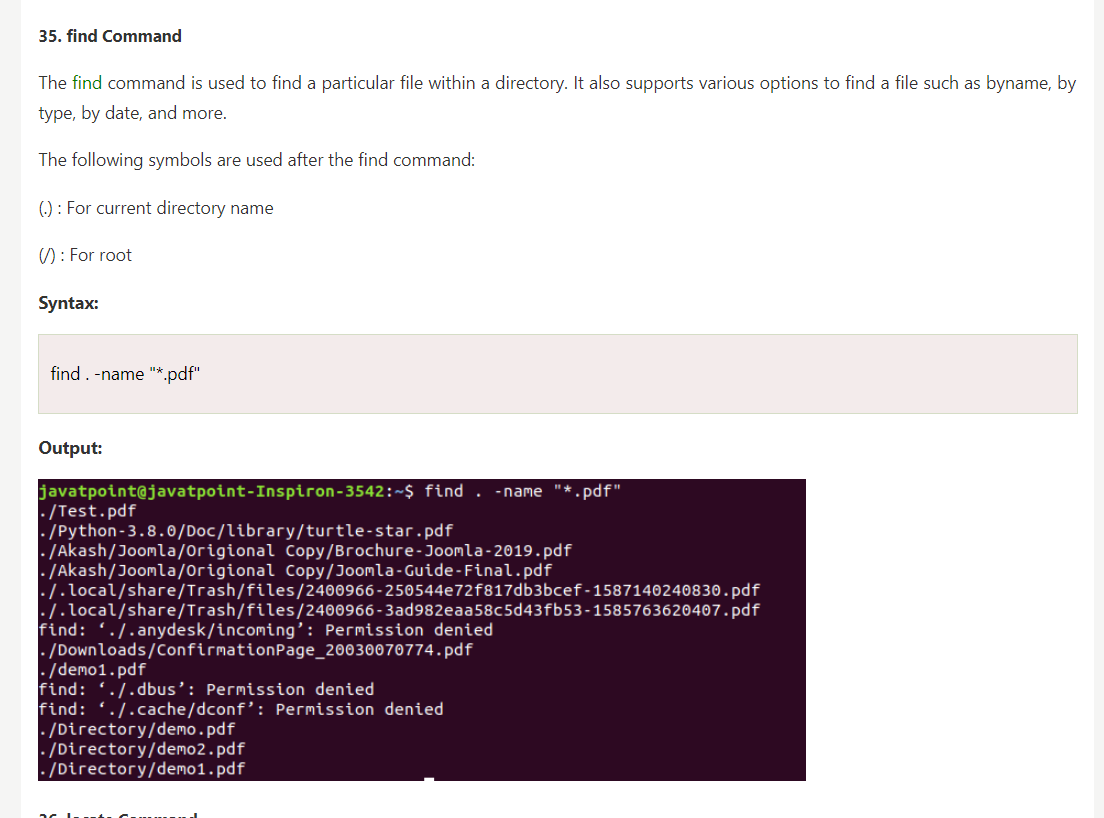 35. find Command
The find command is used to find a particular file within a directory. It also supports various options to find a file such as byname, by
type, by date, and more.
The following symbols are used after the find command:
(.) : For current directory name
(/) : For root
Syntax:
find . -name "*.pdf"
Output:
javatpoint@javatpoint-Inspiron-3542:~$ find . -name "*.pdf"
./Test.pdf
./Python-3.8.0/Doc/library/turtle-star.pdf
./Akash/Joomla/Origional Copy/Brochure-Joomla-2019.pdf
./Akash/Joomla/Origional Copy/Joomla-Guide-Final.pdf
./.local/share/Trash/files/2400966-250544e72f817db3bcef-1587140240830.pdf
./.local/share/Trash/files/2400966-3ad982eaa58c5d43fb53-1585763620407.pdf
find: ‘./.anydesk/incoming’: Permission denied
./Downloads/ConfirmationPage_20030070774.pdf
./demo1.pdf
find: ‘./.dbus’: Permission denied
find: ‘./.cache/dconf’: Permission denied
./Directory/demo.pdf
./Directory/demo2.pdf
./Directory/demo1.pdf
36. locate Command